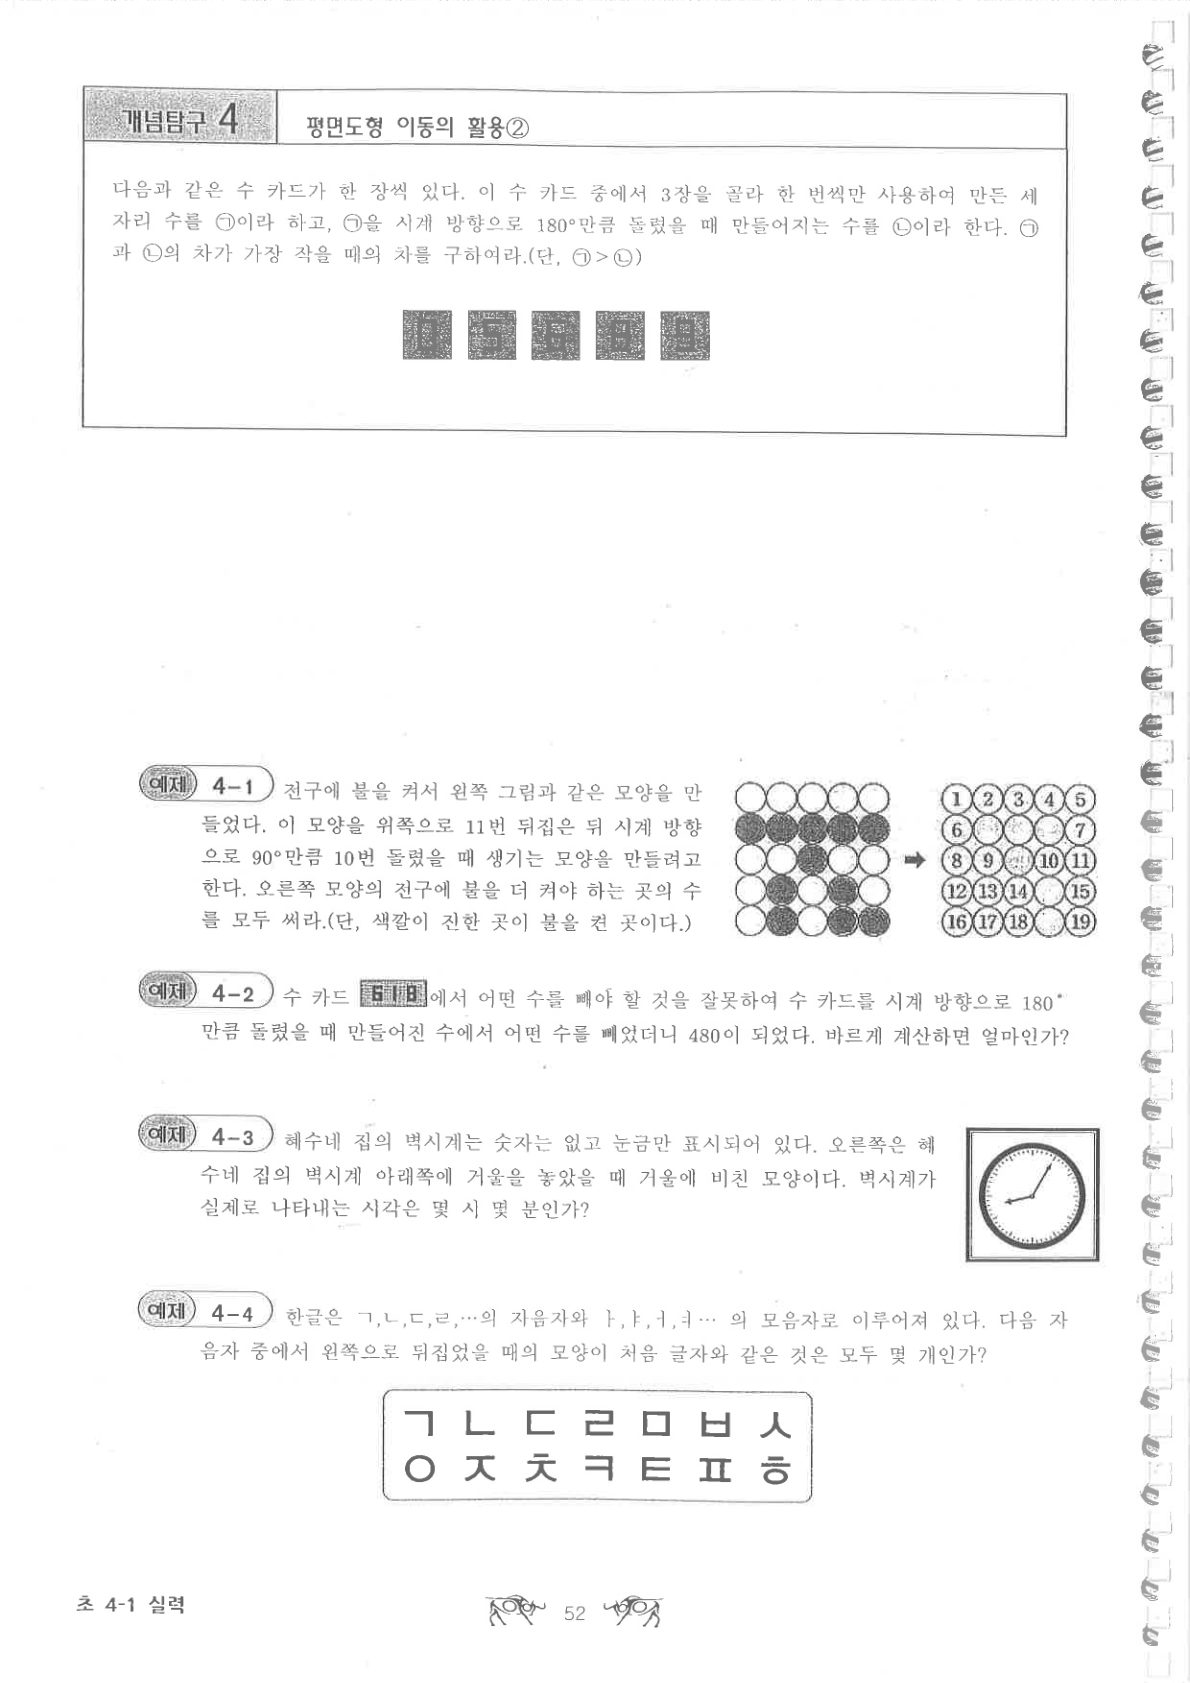 개념탐구 4
평면도형 이동의 활용②
다음과 같은 수 카드가 한 장씩 있다. 이 수 카드 중에서 3장을 골라 한 번씩만 사용하여 만든 세
자리 수를 ㉠이라 하고, ㉠을 시계 방향으로 180°만큼 돌렸을 때 만들어지는 수를 ㉡이라 한다. ㉠
과 ㉡의 차가 가장 작을 때의 차를 구하여라.(단, ㉠>㉡)
예제 4-1 전구에 불을 켜서 왼쪽 그림과 같은 모양을 만
들었다. 이 모양을 위쪽으로 11번 뒤집은 뒤 시계 방향
으로 90°만큼 10번 돌렸을 때 생기는 모양을 만들려고
한다. 오른쪽 모양의 전구에 불을 더 켜야 하는 곳의 수
를 모두 써라.(단, 색깔이 진한 곳이 불을 켠 곳이다.)
1 2 3 4 5
6 7
8 9 10 11
12 13 14 15
16 17 18 19
예제 4-2 수 카드 618에서 어떤 수를 빼야 할 것을 잘못하여 수 카드를 시계 방향으로 180°
만큼 돌렸을 때 만들어진 수에서 어떤 수를 빼었더니 480이 되었다. 바르게 계산하면 얼마인가?
예제 4-3 혜수네 집의 벽시계는 숫자는 없고 눈금만 표시되어 있다. 오른쪽은 혜
수네 집의 벽시계 아래쪽에 거울을 놓았을 때 거울에 비친 모양이다. 벽시계가
실제로 나타내는 시각은 몇 시 몇 분인가?
예제 4-4 한글은 ㄱ,ㄴ,ㄷ,ㄹ,…의 자음자와 ㅏ,ㅑ,ㅓ,ㅕ… 의 모음자로 이루어져 있다. 다음 자
음자 중에서 왼쪽으로 뒤집었을 때의 모양이 처음 글자와 같은 것은 모두 몇 개인가?
ㄱ ㄴ ㄷ ㄹ ㅁ ㅂ ㅅ
ㅇ ㅈ ㅊ ㅋ ㅌ ㅍ ㅎ
초 4-1 실력
52